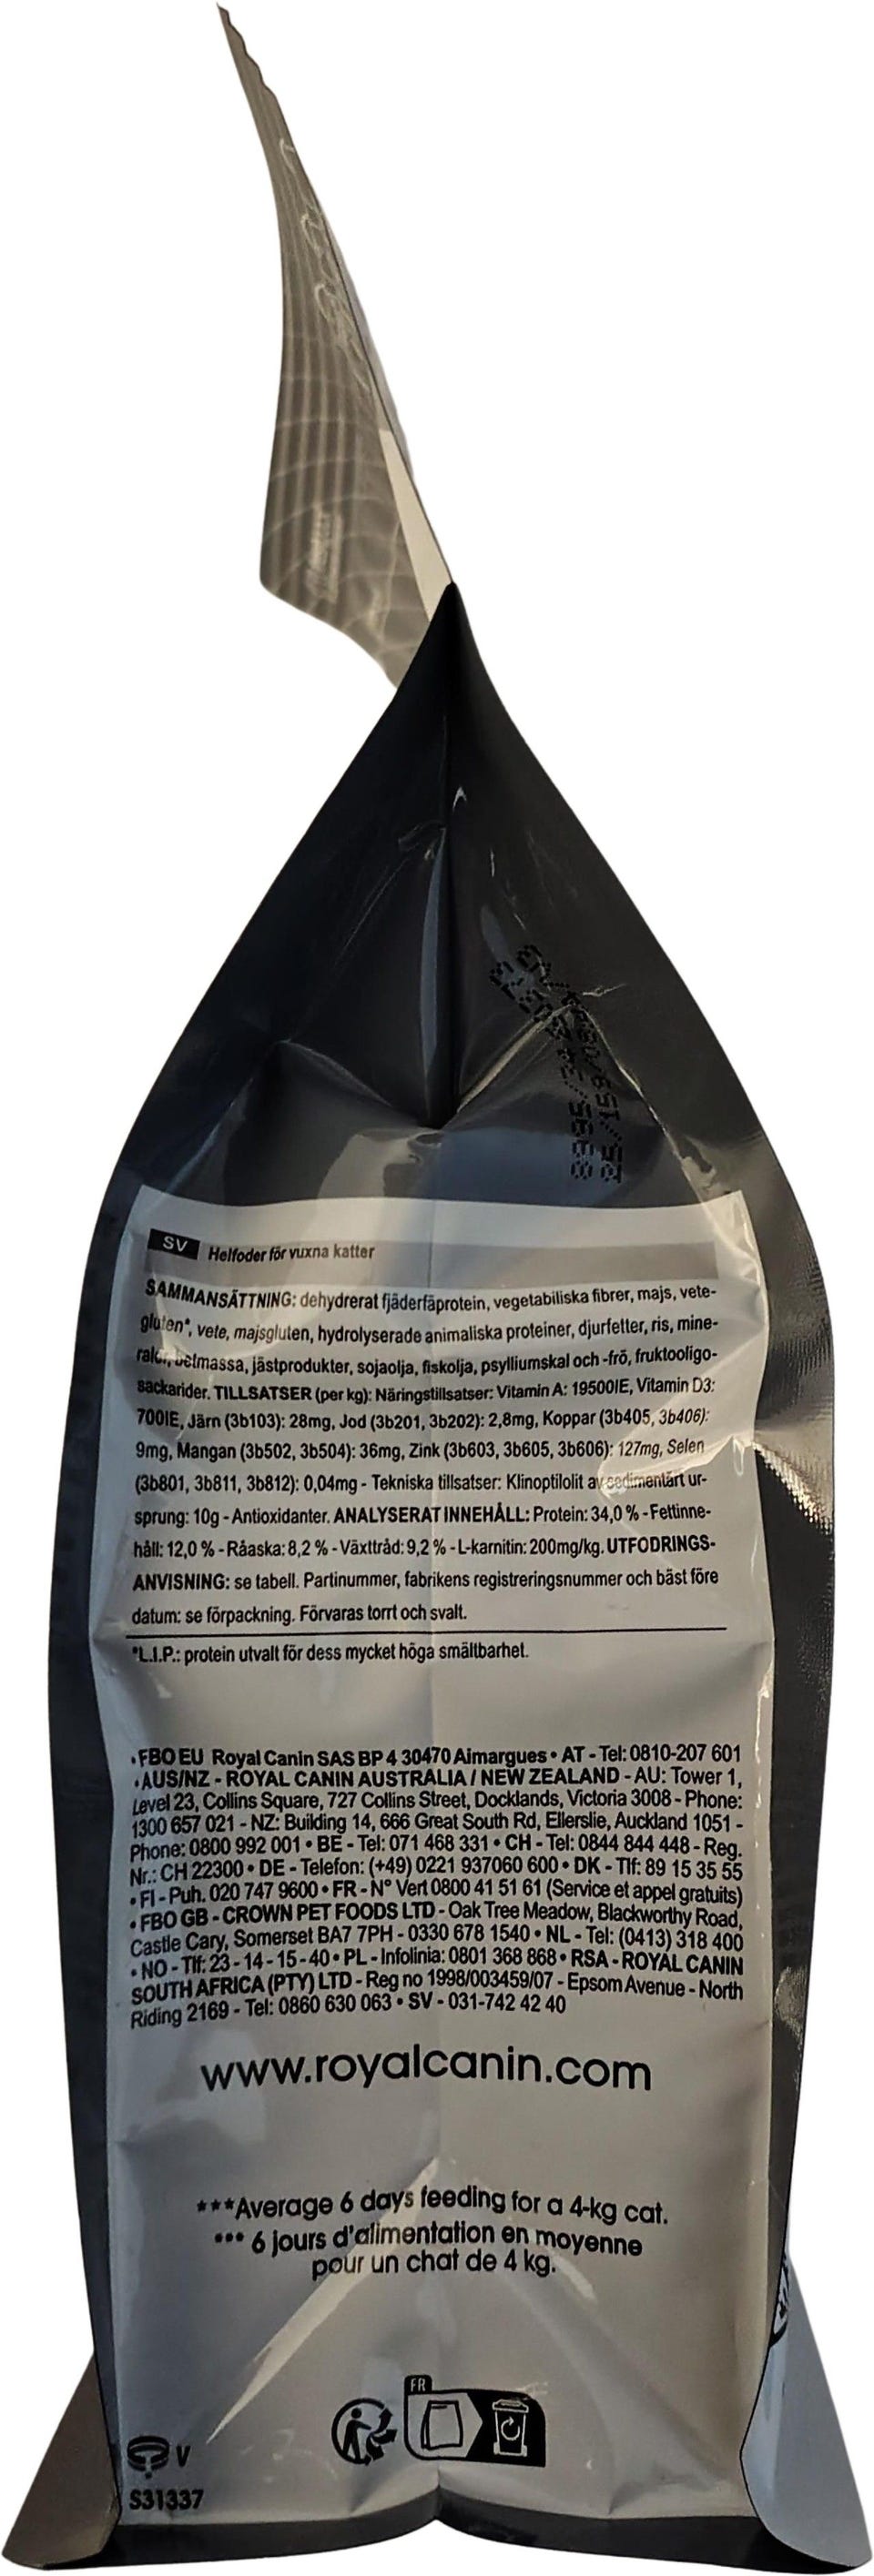 SV Helfoder för vuxna katter
SAMMANSÄTTNING: dehydrerat fjäderfäprotein, vegetabiliska fibrer, majs, vete-
gluten*, vete, majsgluten, hydrolyserade animaliska proteiner, djurfetter, ris, mine-
raler, betmassa, jästprodukter, sojaolja, fiskolja, psylliumskal och -frö, fruktooligo-
sackarider. TILLSATSER (per kg): Näringstillsatser: Vitamin A: 19500IE, Vitamin D3:
700IE, Järn (3b103): 28mg, Jod (3b201, 3b202): 2,8mg, Koppar (3b405, 3b406):
9mg, Mangan (3b502, 3b504): 36mg, Zink (3b603, 3b605, 3b606): 127mg, Selen
(3b801, 3b811, 3b812): 0,04mg - Tekniska tillsatser: Klinoptilolit av sedimentärt ur-
sprung: 10g - Antioxidanter. ANALYSERAT INNEHÅLL: Protein: 34,0 % - Fettinne-
håll: 12,0 % - Råaska: 8,2 % - Växttråd: 9,2 % - L-karnitin: 200mg/kg. UTFODRINGS-
ANVISNING: se tabell. Partinummer, fabrikens registreringsnummer och bäst före
datum: se förpackning. Förvaras torrt och svalt.
*L.I.P.: protein utvalt för dess mycket höga smältbarhet.
• FBO EU Royal Canin SAS BP 4 30470 Aimargues • AT - Tel: 0810-207 601
• AUS/NZ - ROYAL CANIN AUSTRALIA / NEW ZEALAND - AU: Tower 1,
Level 23, Collins Square, 727 Collins Street, Docklands, Victoria 3008 - Phone:
1300 657 021 - NZ: Building 14, 666 Great South Rd, Ellerslie, Auckland 1051 -
Phone: 0800 992 001 • BE - Tel: 071 468 331 • CH - Tel: 0844 844 448 - Reg.
Nr.: CH 22300 • DE - Telefon: (+49) 0221 937060 600 • DK - Tlf: 89 15 35 55
• FI - Puh. 020 747 9600 • FR - N° Vert 0800 41 51 61 (Service et appel gratuits)
• FBO GB - CROWN PET FOODS LTD - Oak Tree Meadow, Blackworthy Road,
Castle Cary, Somerset BA7 7PH - 0330 678 1540 • NL - Tel: (0413) 318 400
• NO - Tlf: 23 - 14 - 15 - 40 • PL - Infolinia: 0801 368 868 • RSA - ROYAL CANIN
SOUTH AFRICA (PTY) LTD - Reg no 1998/003459/07 - Epsom Avenue - North
Riding 2169 - Tel: 0860 630 063 • SV - 031-742 42 40
www.royalcanin.com
***Average 6 days feeding for a 4-kg cat.
*** 6 jours d'alimentation en moyenne
pour un chat de 4 kg.
FR
V
S31337